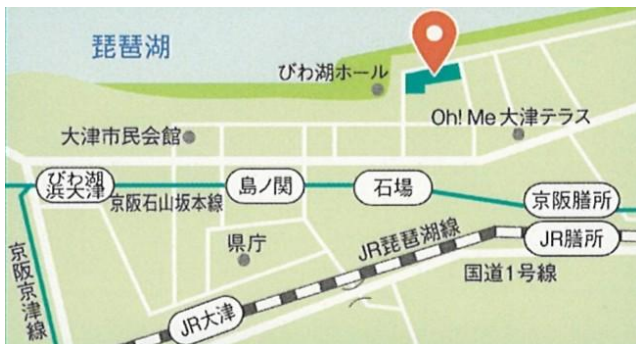 琵琶湖
びわ湖ホール
Oh! Me 大津テラス
大津市民会館
びわ湖
浜大津
島ノ関
石場
京阪膳所
京阪石山坂本線
県庁
JR琵琶湖線
JR膳所
国道1号線
京阪京津線
JR大津